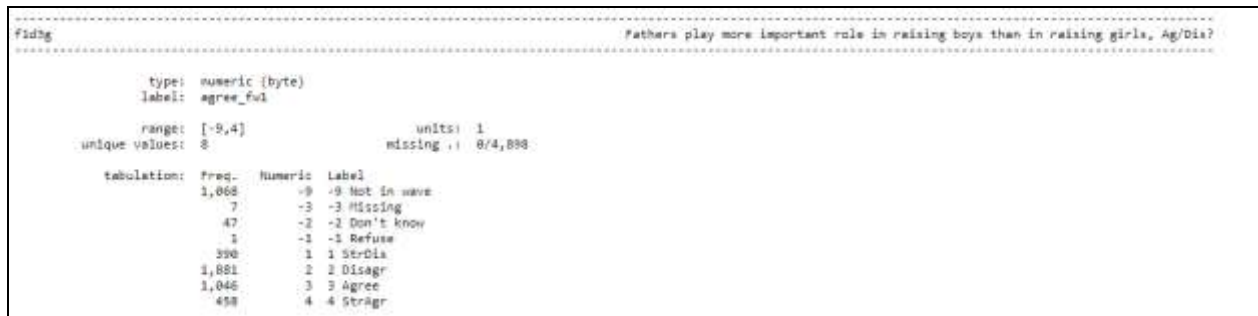 f1d3g Fathers play more important role in raising boys than in raising girls, Ag/Dis?
type: numeric (byte)
label: agree_fw1
range: [-9,4] units: 1
unique values: 8 missing .: 0/4,898
tabulation: Freq. Numeric Label
1,068 -9 -9 Not in wave
7 -3 -3 Missing
47 -2 -2 Don't know
1 -1 -1 Refuse
390 1 1 StrDis
1,881 2 2 Disagr
1,046 3 3 Agree
458 4 4 StrAgr